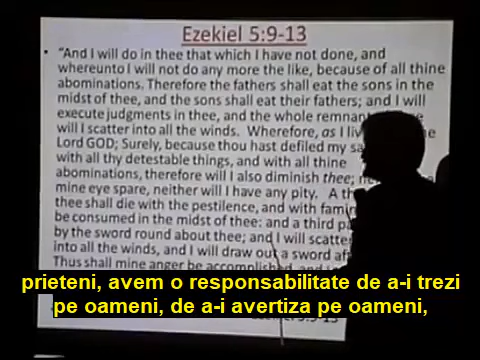 Ezekiel 5:9-13
• “And I will do in thee that which I have not done, and
whereunto I will not do any more the like, because of all thine
abominations. Therefore the fathers shall eat the sons in the
midst of thee, and the sons shall eat their fathers; and I will
execute judgments in thee, and the whole remnant
will I scatter into all the winds. Wherefore, as I live
Lord GOD; Surely, because thou hast defiled my
with all thy detestable things, and with all thine
abominations, therefore will I also diminish thee;
mine eye spare, neither will I have any pity. A
thee shall die with the pestilence, and with
be consumed in the midst of thee: and a third
by the sword round about thee; and I will scatter
into all the winds, and I will draw out a sword
Thus shall mine anger be accomplished,
prieteni, avem o responsabilitate de a-i trezi
pe oameni, de a-i avertiza pe oameni,